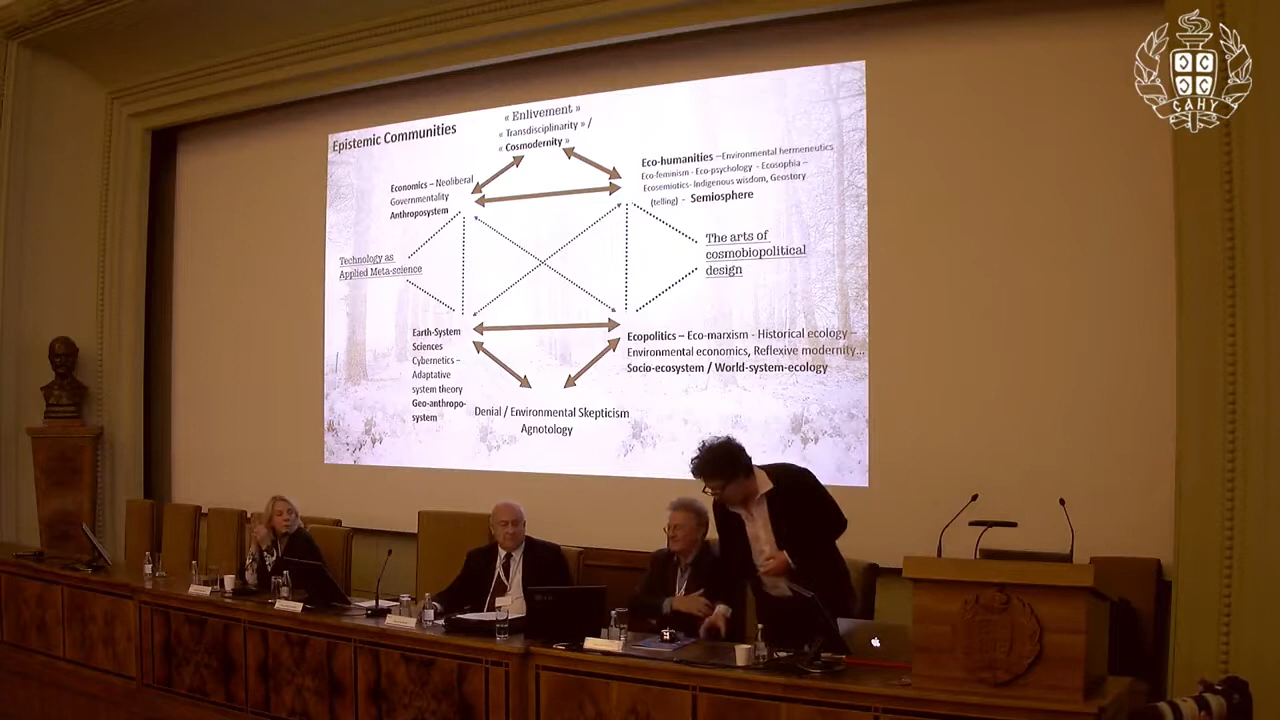 Epistemic Communities
« Enlivement »
« Transdisciplinarity » /
« Cosmodernity »
Economics – Neoliberal
Governmentality
Anthroposystem
Eco-humanities –Environmental hermeneutics
Eco-feminism - Eco-psychology - Ecosophia –
Ecosemiotics- Indigenous wisdom, Geostory
(telling) – Semiosphere
Technology as
Applied Meta-science
The arts of
cosmobiopolitical
design
Earth-System
Sciences
Cybernetics –
Adaptative
system theory
Geo-anthropo-
system
Ecopolitics – Eco-marxism - Historical ecology –
Environmental economics, Reflexive modernity...
Socio-ecosystem / World-system-ecology
Denial / Environmental Skepticism
Agnotology
САНУ